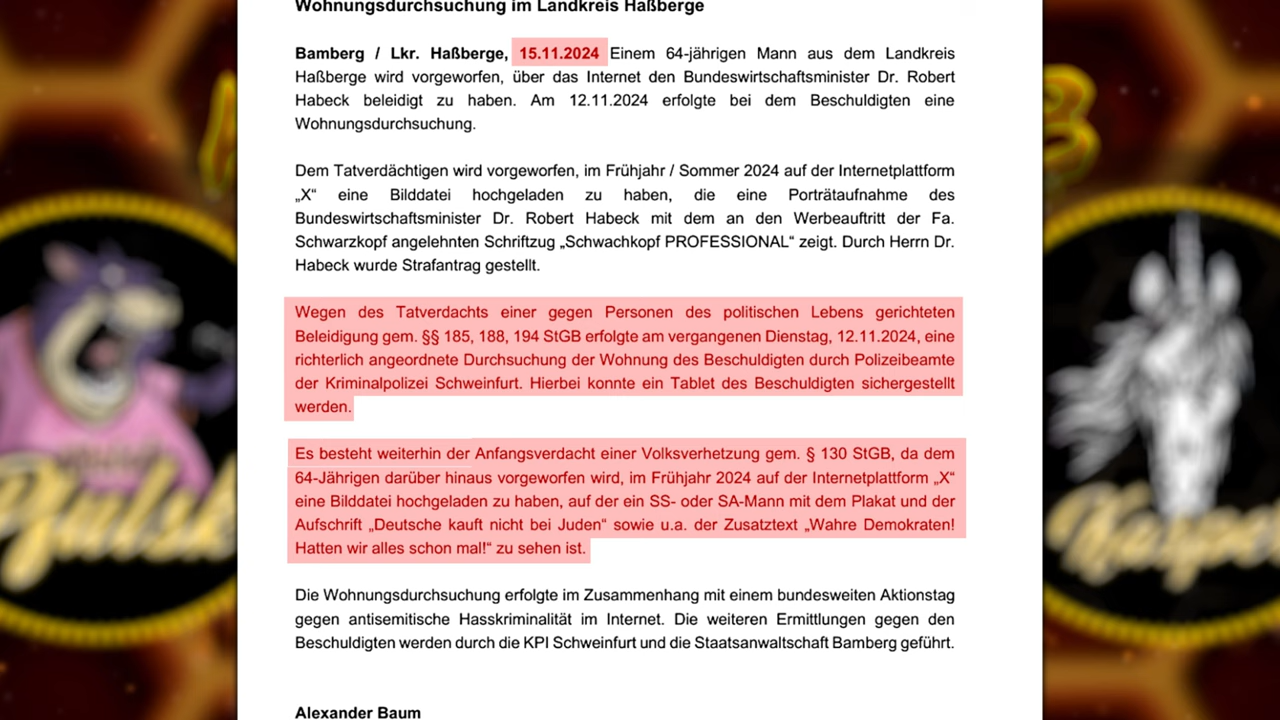 Wohnungsdurchsuchung im Landkreis Haßberge
Bamberg / Lkr. Haßberge, 15.11.2024 Einem 64-jährigen Mann aus dem Landkreis
Haßberge wird vorgeworfen, über das Internet den Bundeswirtschaftsminister Dr. Robert
Habeck beleidigt zu haben. Am 12.11.2024 erfolgte bei dem Beschuldigten eine
Wohnungsdurchsuchung.
Dem Tatverdächtigen wird vorgeworfen, im Frühjahr / Sommer 2024 auf der Internetplattform
„X“ eine Bilddatei hochgeladen zu haben, die eine Porträtaufnahme des
Bundeswirtschaftsminister Dr. Robert Habeck mit dem an den Werbeauftritt der Fa.
Schwarzkopf angelehnten Schriftzug „Schwachkopf PROFESSIONAL“ zeigt. Durch Herrn Dr.
Habeck wurde Strafantrag gestellt.
Wegen des Tatverdachts einer gegen Personen des politischen Lebens gerichteten
Beleidigung gem. §§ 185, 188, 194 StGB erfolgte am vergangenen Dienstag, 12.11.2024, eine
richterlich angeordnete Durchsuchung der Wohnung des Beschuldigten durch Polizeibeamte
der Kriminalpolizei Schweinfurt. Hierbei konnte ein Tablet des Beschuldigten sichergestellt
werden.
Es besteht weiterhin der Anfangsverdacht einer Volksverhetzung gem. § 130 StGB, da dem
64-Jährigen darüber hinaus vorgeworfen wird, im Frühjahr 2024 auf der Internetplattform „X“
eine Bilddatei hochgeladen zu haben, auf der ein SS- oder SA-Mann mit dem Plakat und der
Aufschrift „Deutsche kauft nicht bei Juden“ sowie u.a. der Zusatztext „Wahre Demokraten!
Hatten wir alles schon mal!“ zu sehen ist.
Die Wohnungsdurchsuchung erfolgte im Zusammenhang mit einem bundesweiten Aktionstag
gegen antisemitische Hasskriminalität im Internet. Die weiteren Ermittlungen gegen den
Beschuldigten werden durch die KPI Schweinfurt und die Staatsanwaltschaft Bamberg geführt.
Alexander Baum